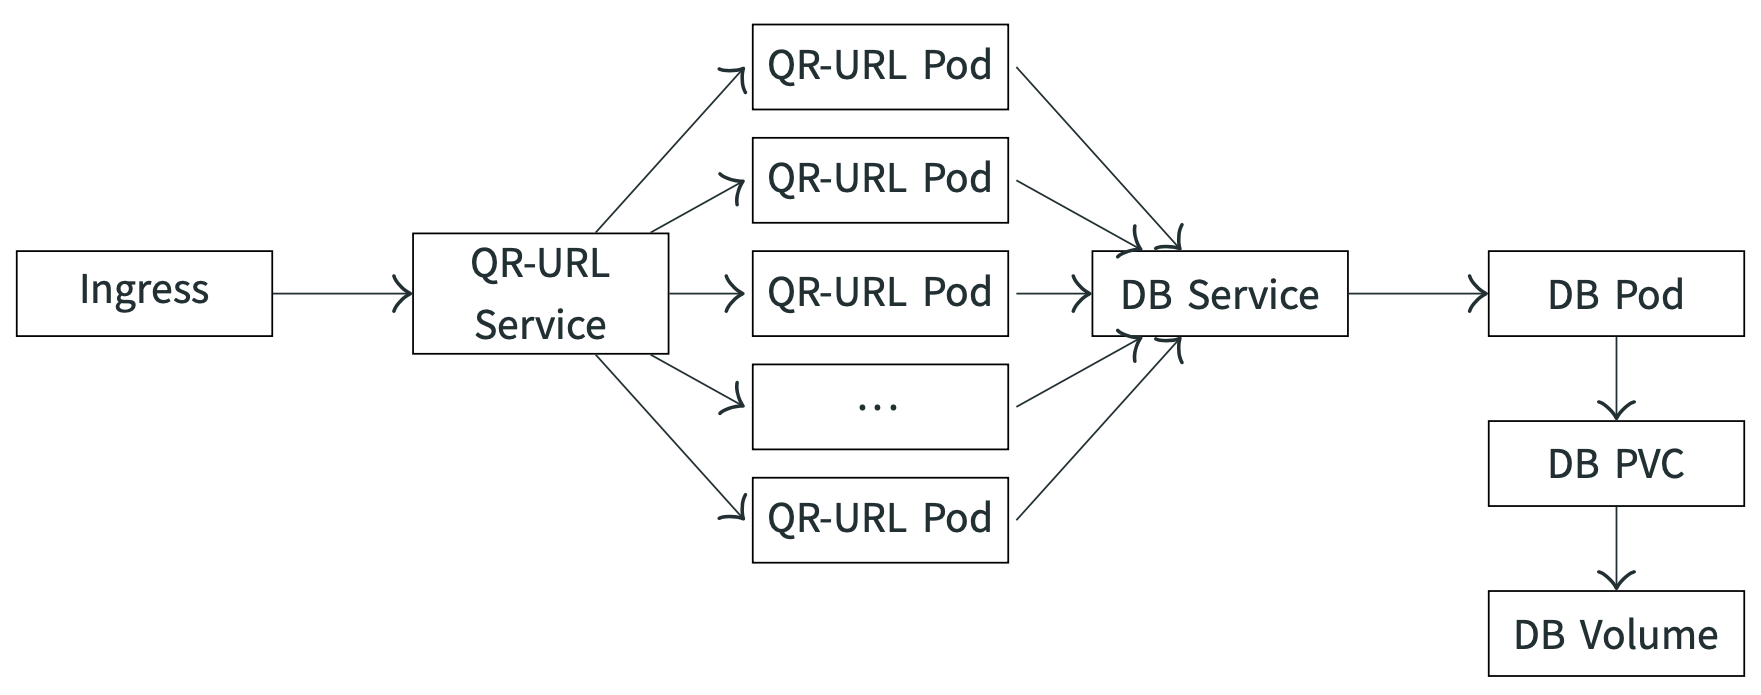 Ingress
QR-URL
Service
QR-URL Pod
QR-URL Pod
QR-URL Pod
...
QR-URL Pod
DB Service
DB Pod
DB PVC
DB Volume